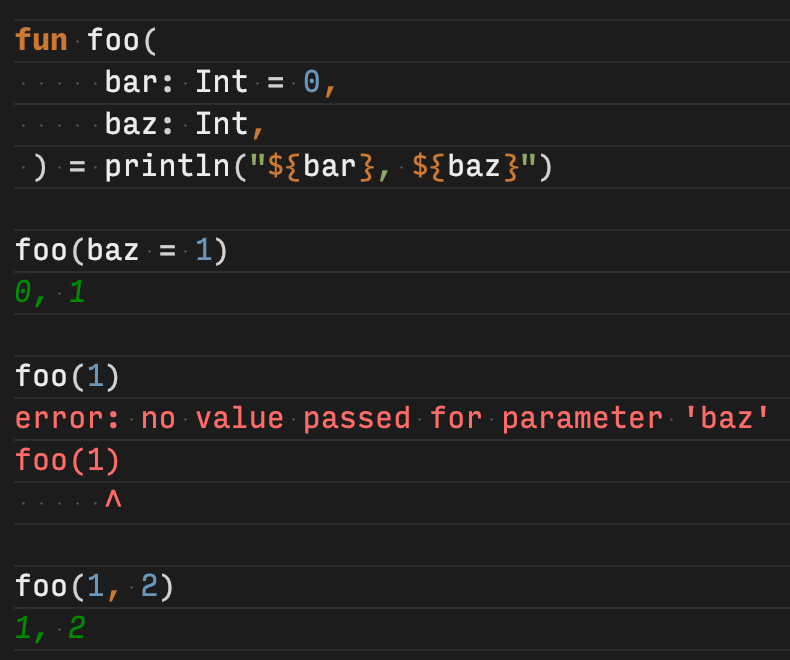 fun foo(
     bar: Int = 0,
     baz: Int,
 ) = println("${bar}, ${baz}")

foo(baz = 1)
0, 1

foo(1)
error: no value passed for parameter 'baz'
foo(1)
     ^

foo(1, 2)
1, 2